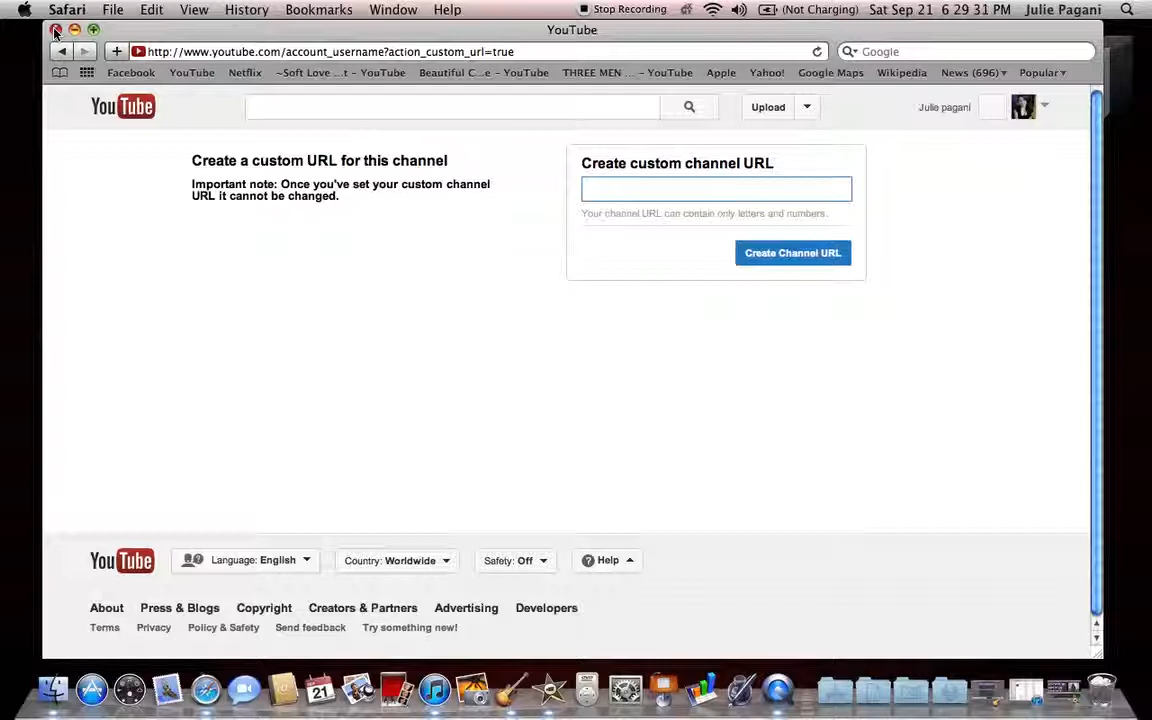 Safari File Edit View History Bookmarks Window Help Stop Recording (Not Charging) Sat Sep 21 6:29:31 PM Julie Pagani
YouTube
http://www.youtube.com/account_username?action_custom_url=true Google
Facebook YouTube Netflix ~Soft Love ...t - YouTube Beautiful C...e - YouTube THREE MEN ... - YouTube Apple Yahoo! Google Maps Wikipedia News (696) Popular
YouTube Upload Julie pagani
Create a custom URL for this channel
Important note: Once you've set your custom channel
URL it cannot be changed.
Create custom channel URL
Your channel URL can contain only letters and numbers.
Create Channel URL
YouTube Language: English Country: Worldwide Safety: Off Help
About Press & Blogs Copyright Creators & Partners Advertising Developers
Terms Privacy Policy & Safety Send feedback Try something new!
21